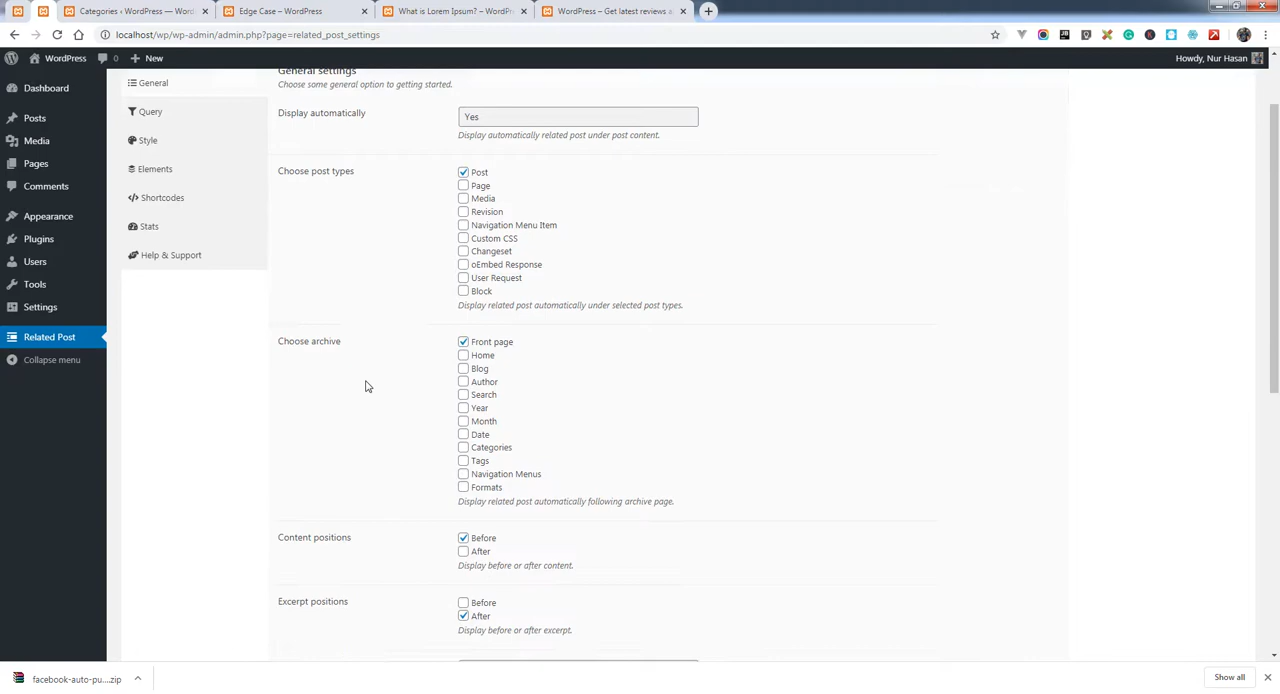 Categories ‹ WordPress — Word
Edge Case – WordPress
What is Lorem Ipsum? – WordPre
WordPress – Get latest reviews a
localhost/wp/wp-admin/admin.php?page=related_post_settings
WordPress
0
New
Howdy, Nur Hasan
Dashboard
Posts
Media
Pages
Comments
Appearance
Plugins
Users
Tools
Settings
Related Post
Collapse menu
General
Query
Style
Elements
Shortcodes
Stats
Help & Support
General settings
Choose some general option to getting started.
Display automatically
Yes
Display automatically related post under post content.
Choose post types
Post
Page
Media
Revision
Navigation Menu Item
Custom CSS
Changeset
oEmbed Response
User Request
Block
Display related post automatically under selected post types.
Choose archive
Front page
Home
Blog
Author
Search
Year
Month
Date
Categories
Tags
Navigation Menus
Formats
Display related post automatically following archive page.
Content positions
Before
After
Display before or after content.
Excerpt positions
Before
After
Display before or after excerpt.
facebook-auto-pu....zip
Show all